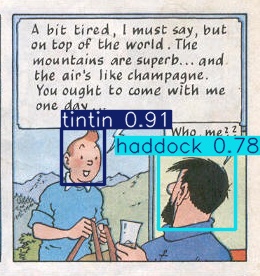 A bit tired, I must say, but
on top of the world. The
mountains are superb... and
the air's like champagne.
You ought to come with me
one day...
tintin 0.91
Who, me??
haddock 0.78